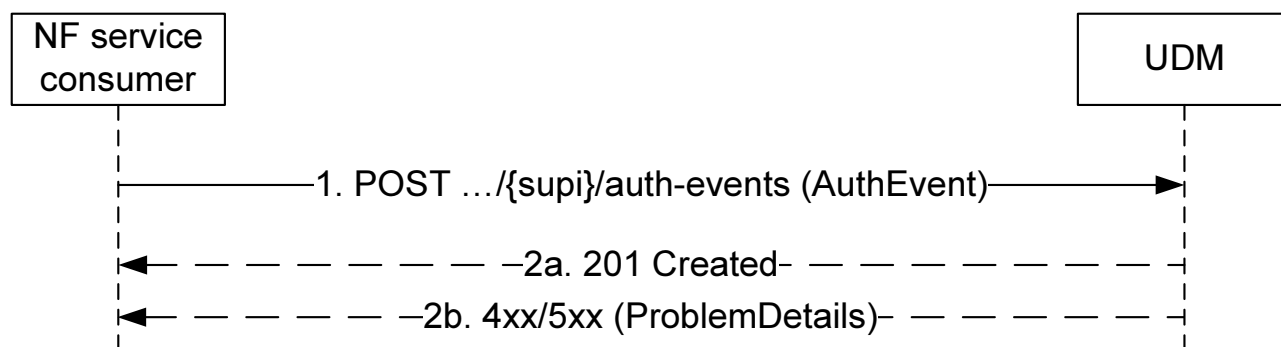 NF service
consumer
UDM
1. POST …/{supi}/auth-events (AuthEvent)
2a. 201 Created
2b. 4xx/5xx (ProblemDetails)